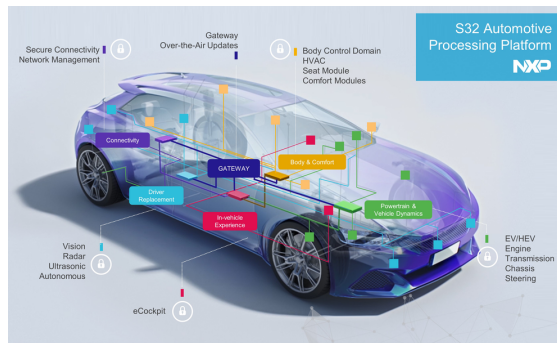 S32 Automotive
Processing Platform
NXP
Secure Connectivity
Network Management
Gateway
Over-the-Air Updates
Body Control Domain
HVAC
Seat Module
Comfort Modules
Connectivity
GATEWAY
Body & Comfort
Driver
Replacement
In-vehicle
Experience
Powertrain &
Vehicle Dynamics
Vision
Radar
Ultrasonic
Autonomous
eCockpit
EV/HEV
Engine
Transmission
Chassis
Steering